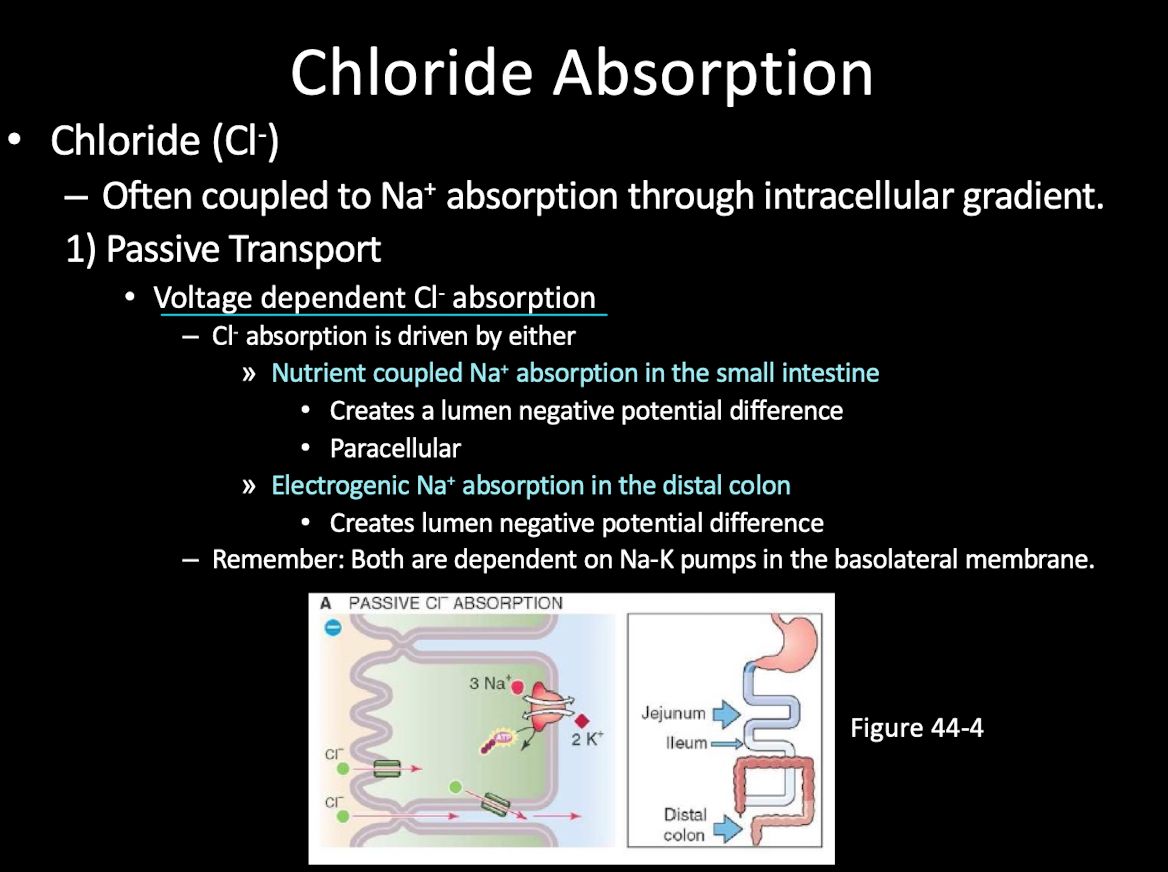 Chloride Absorption
• Chloride (Cl⁻)
– Often coupled to Na⁺ absorption through intracellular gradient.
1) Passive Transport
• Voltage dependent Cl⁻ absorption
– Cl⁻ absorption is driven by either
» Nutrient coupled Na⁺ absorption in the small intestine
• Creates a lumen negative potential difference
• Paracellular
» Electrogenic Na⁺ absorption in the distal colon
• Creates lumen negative potential difference
– Remember: Both are dependent on Na-K pumps in the basolateral membrane.
A PASSIVE Cl⁻ ABSORPTION
3 Na⁺
ATP
2 K⁺
Cl⁻
Cl⁻
Jejunum
Ileum
Distal
colon
Figure 44-4